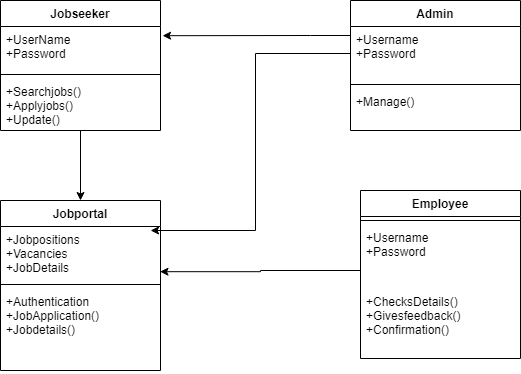 Jobseeker
+UserName
+Password
+Searchjobs()
+Applyjobs()
+Update()
Admin
+Username
+Password
+Manage()
Jobportal
+Jobpositions
+Vacancies
+JobDetails
+Authentication
+JobApplication()
+Jobdetails()
Employee
+Username
+Password
+ChecksDetails()
+Givesfeedback()
+Confirmation()